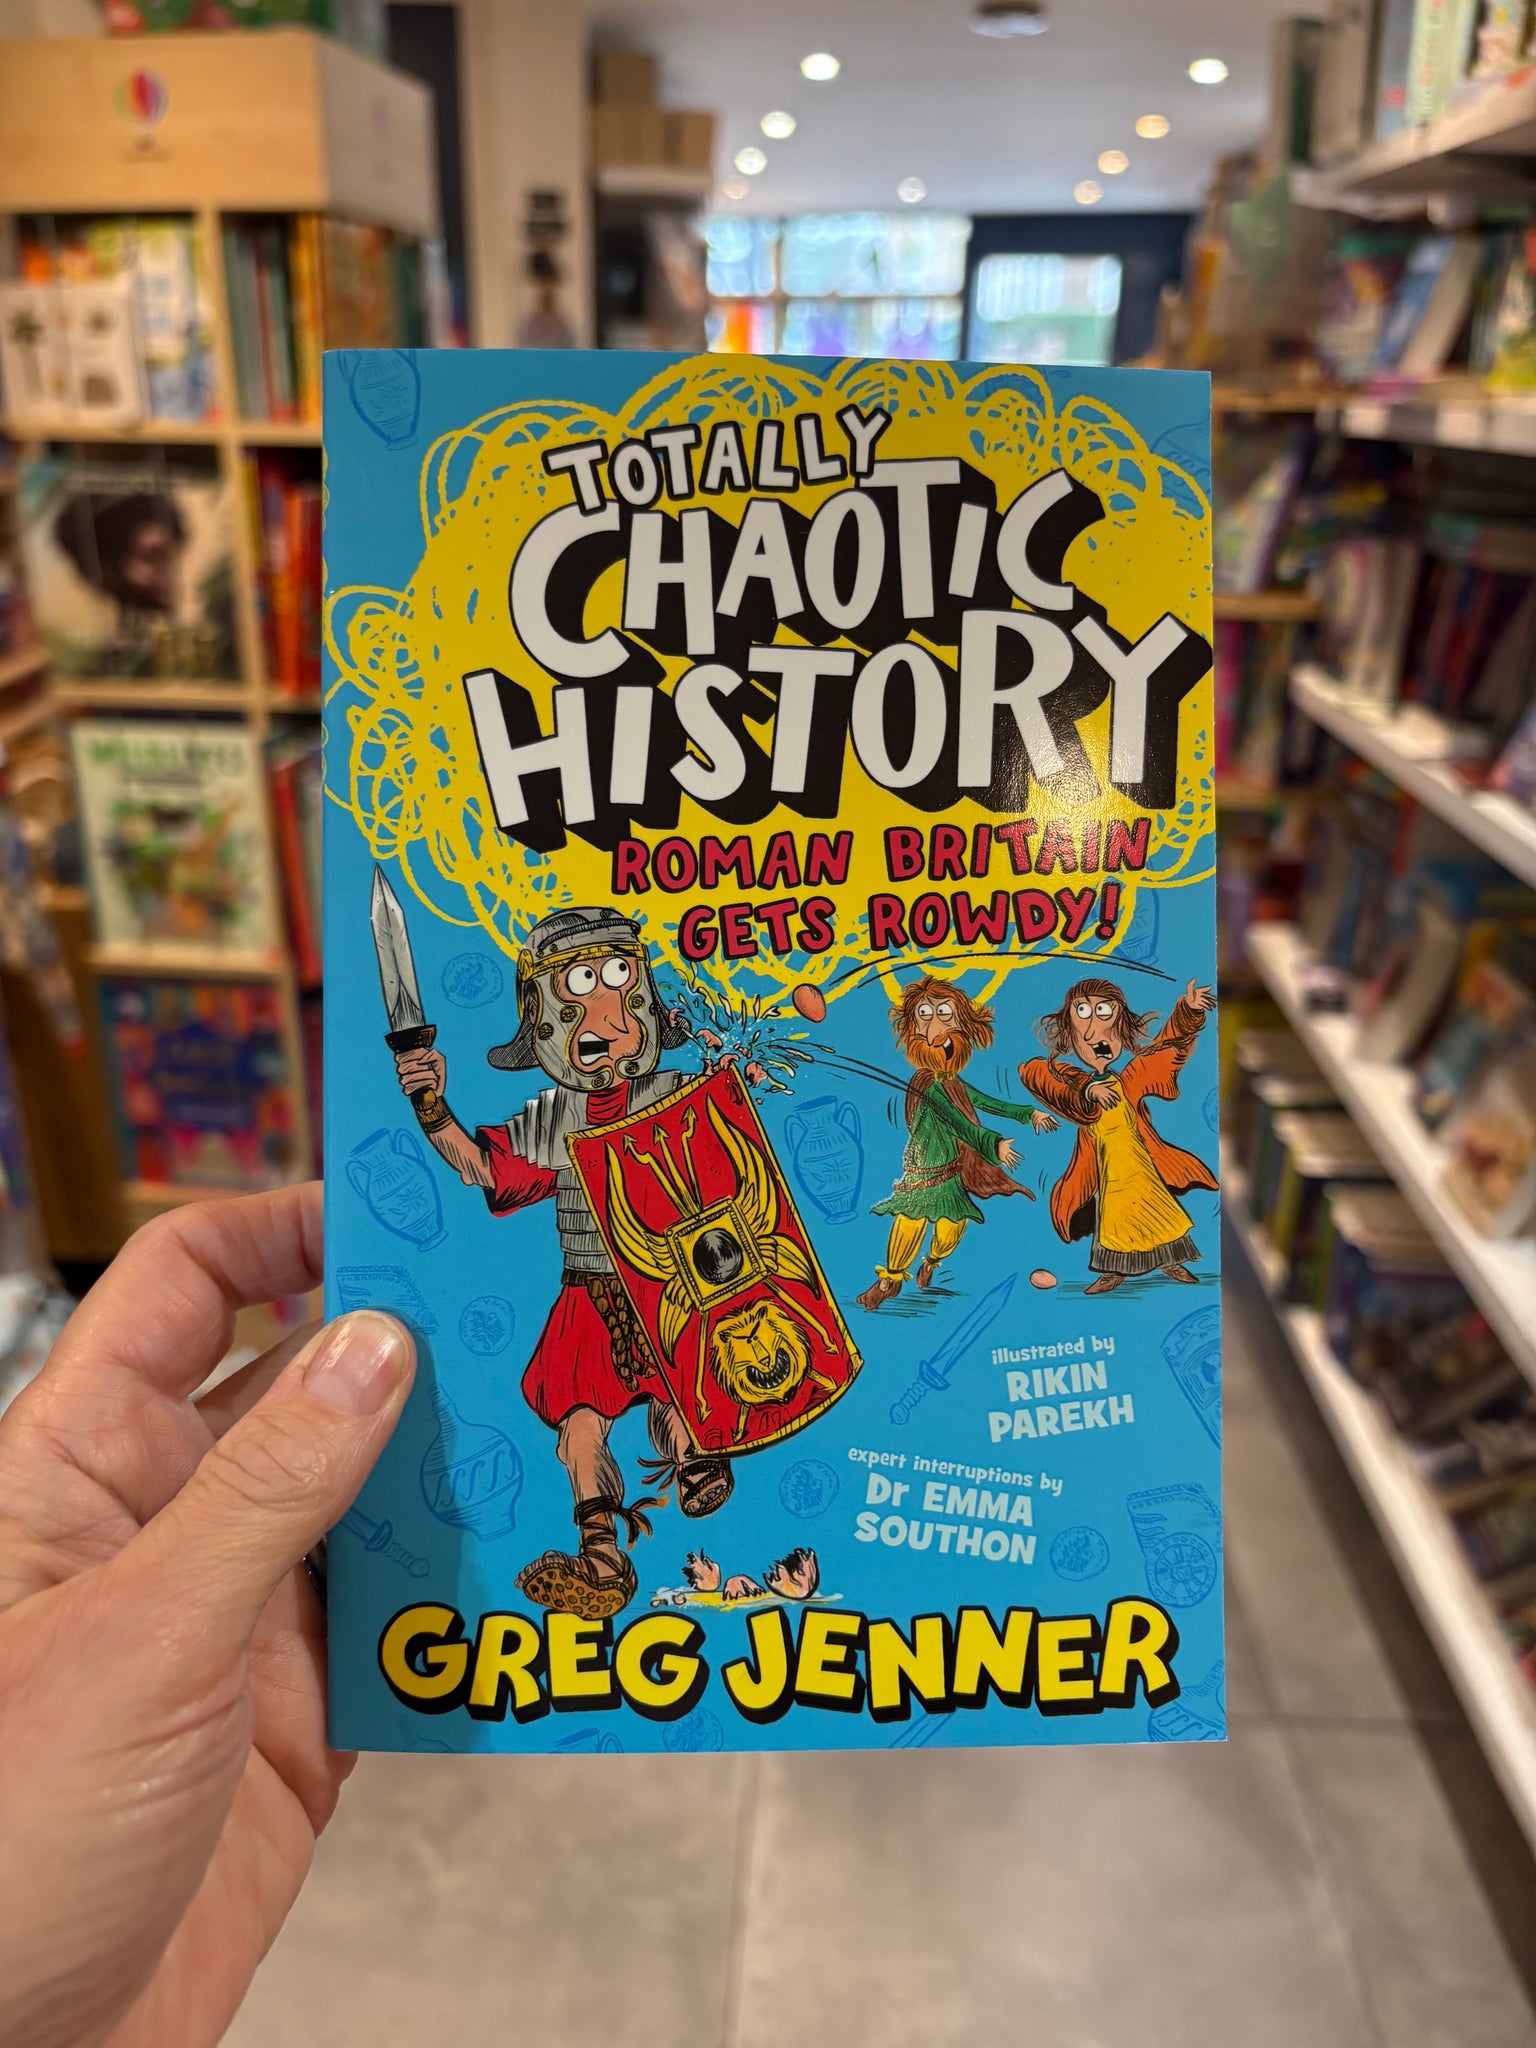 TOTALLY
CHAOTIC
HISTORY
ROMAN BRITAIN
GETS ROWDY!
illustrated by
RIKIN
PAREKH
expert interruptions by
Dr EMMA
SOUTHON
GREG JENNER